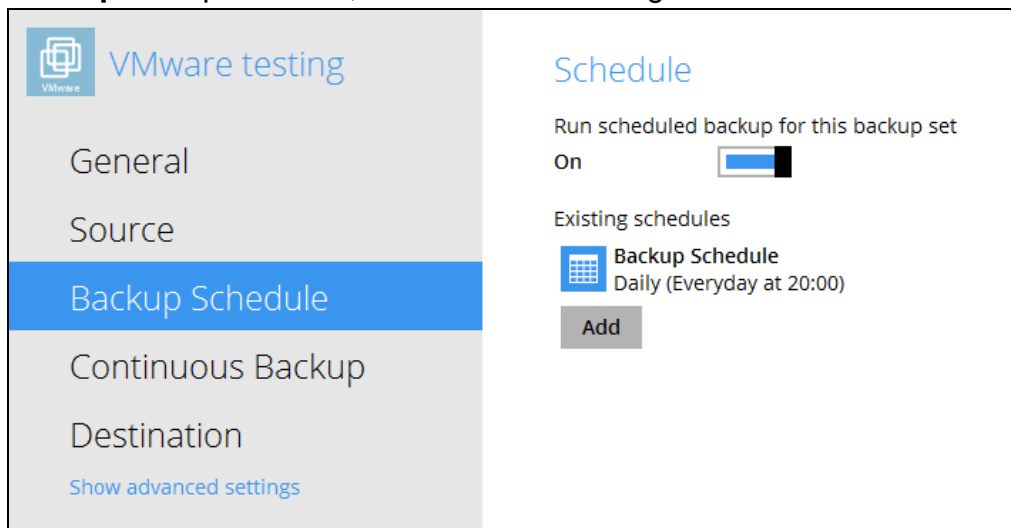 VMware
VMware testing
General
Source
Backup Schedule
Continuous Backup
Destination
Show advanced settings
Schedule
Run scheduled backup for this backup set
On
Existing schedules
Backup Schedule
Daily (Everyday at 20:00)
Add